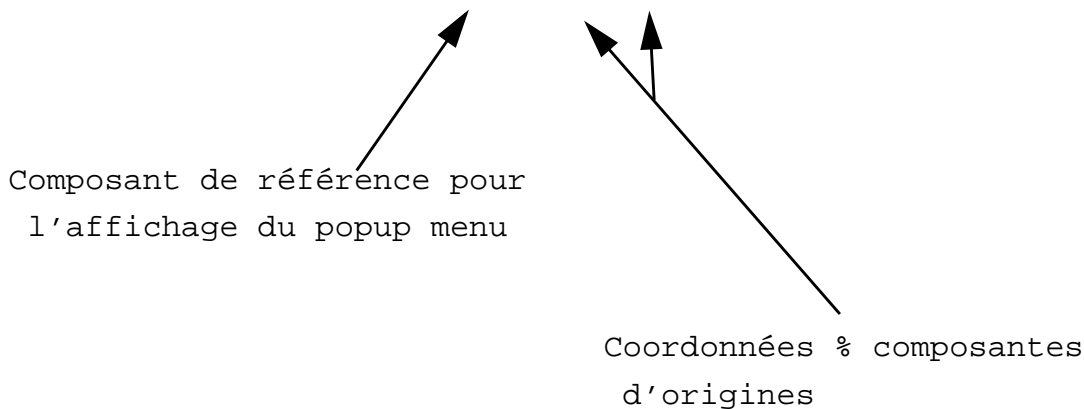 Composant de référence pour
l'affichage du popup menu
Coordonnées % composantes
d'origines